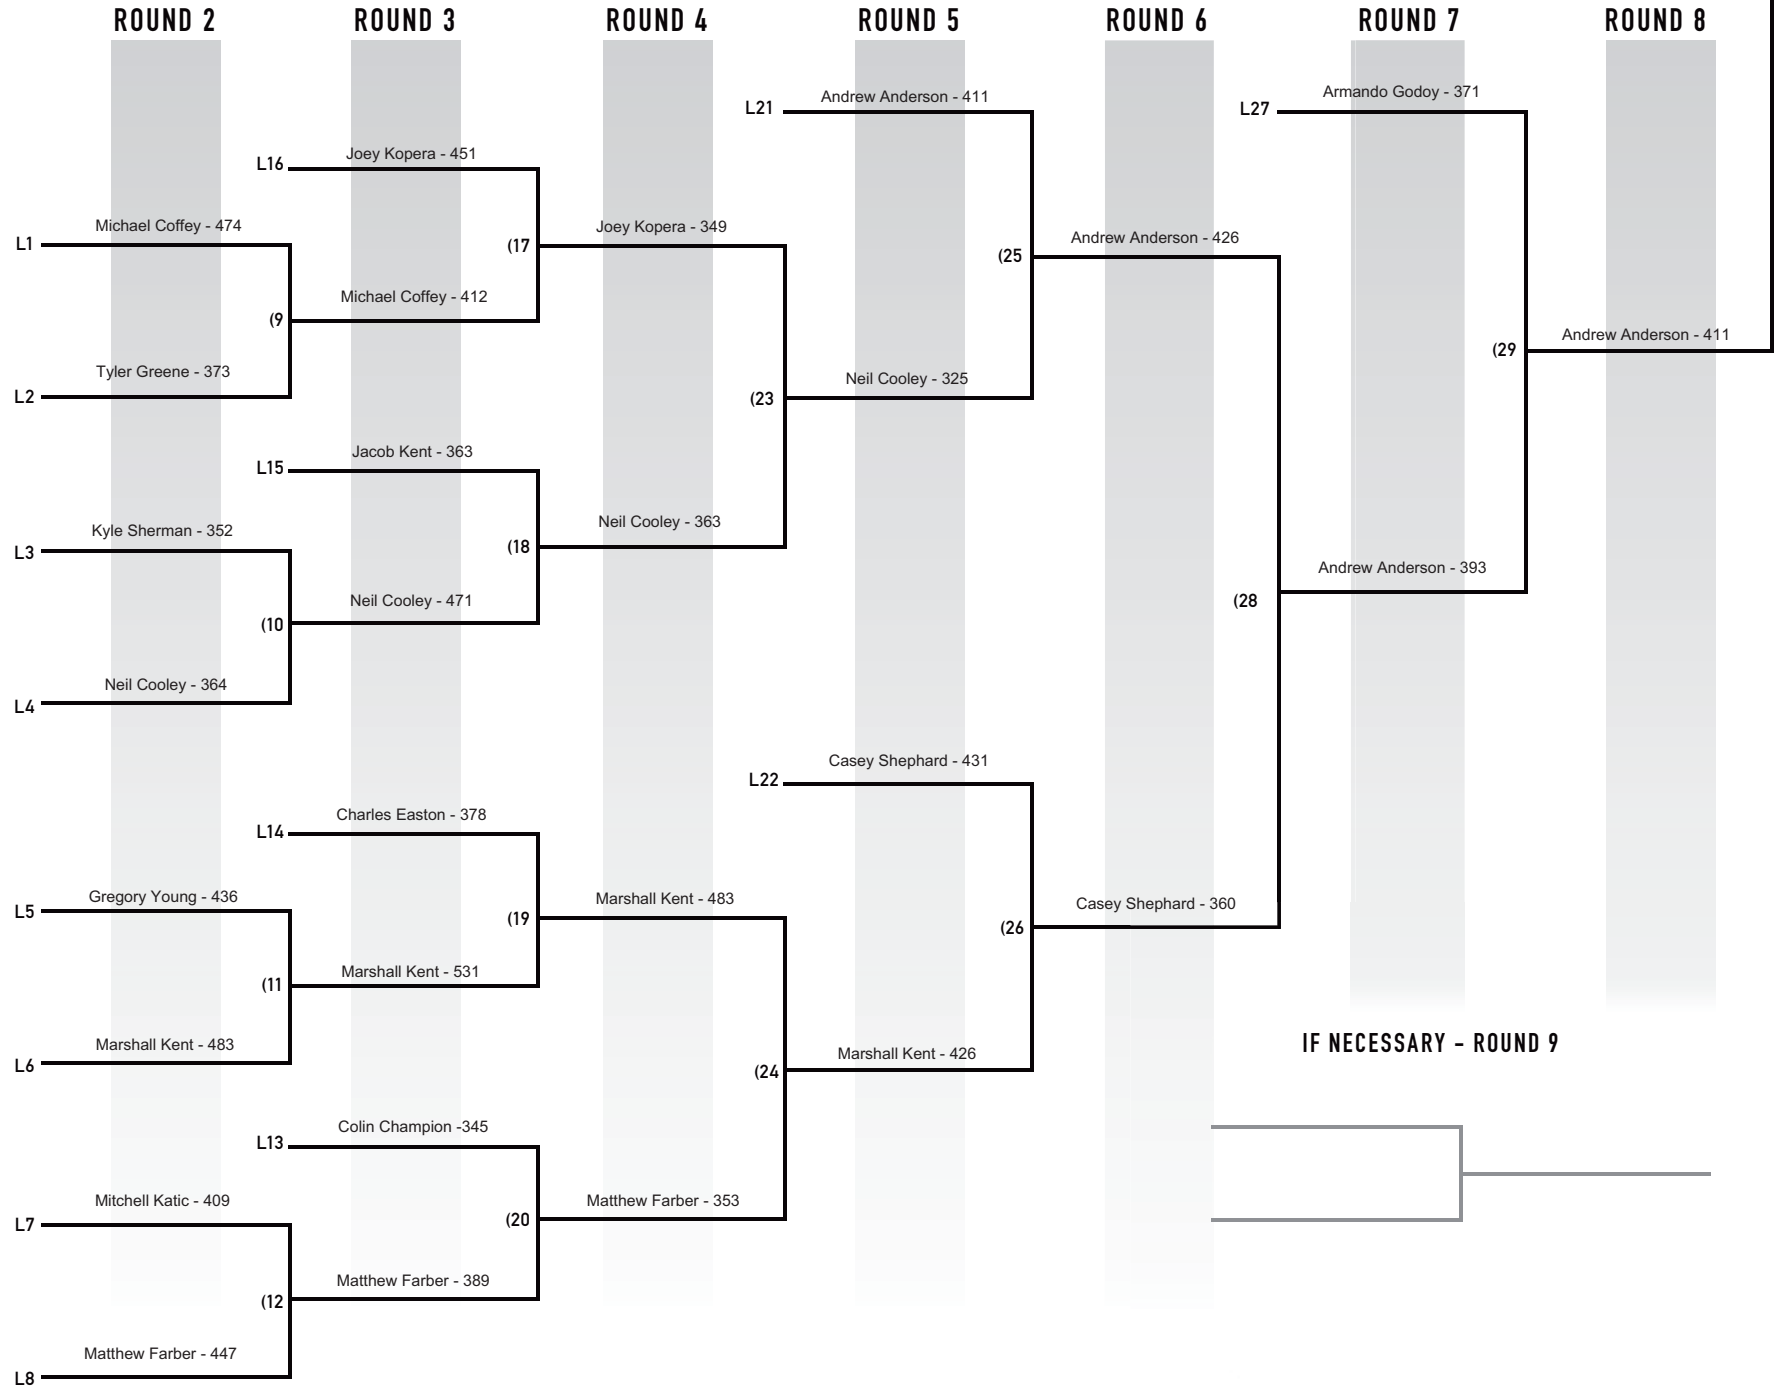 ROUND 2
ROUND 3
ROUND 4
ROUND 5
ROUND 6
ROUND 7
ROUND 8
L1
Michael Coffey - 474
L2
Tyler Greene - 373
(9
L3
Kyle Sherman - 352
L4
Neil Cooley - 364
(10
L5
Gregory Young - 436
L6
Marshall Kent - 483
(11
L7
Mitchell Katic - 409
L8
Matthew Farber - 447
(12
L16
Joey Kopera - 451
Michael Coffey - 412
(17
L15
Jacob Kent - 363
Neil Cooley - 471
(18
L14
Charles Easton - 378
Marshall Kent - 531
(19
L13
Colin Champion -345
Matthew Farber - 389
(20
Joey Kopera - 349
Neil Cooley - 363
(23
Marshall Kent - 483
Matthew Farber - 353
(24
L21
Andrew Anderson - 411
Neil Cooley - 325
(25
L22
Casey Shephard - 431
Marshall Kent - 426
(26
Andrew Anderson - 426
Casey Shephard - 360
(28
L27
Armando Godoy - 371
Andrew Anderson - 393
(29
Andrew Anderson - 411
IF NECESSARY - ROUND 9